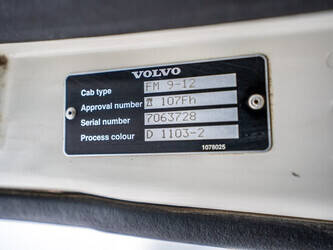 VOLVO
Cab type FM 9-12
Approval number 107Fh
Serial number 7063728
Process colour D 1103-2
1078025